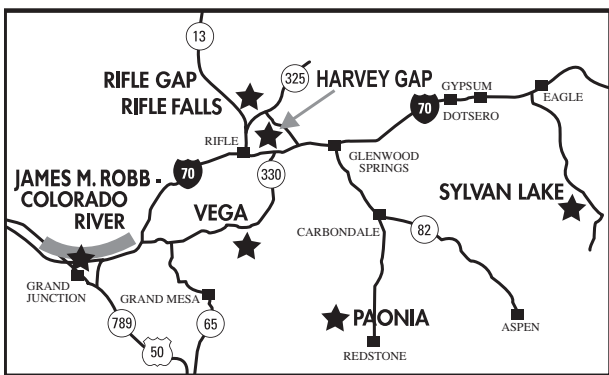 13
325
RIFLE GAP
RIFLE FALLS
HARVEY GAP
GYPSUM
70
DOTSERO
EAGLE
RIFLE
GLENWOOD
SPRINGS
70
330
JAMES M. ROBB -
COLORADO
RIVER
VEGA
SYLVAN LAKE
CARBONDALE
82
GRAND
JUNCTION
GRAND MESA
789
65
50
PAONIA
ASPEN
REDSTONE